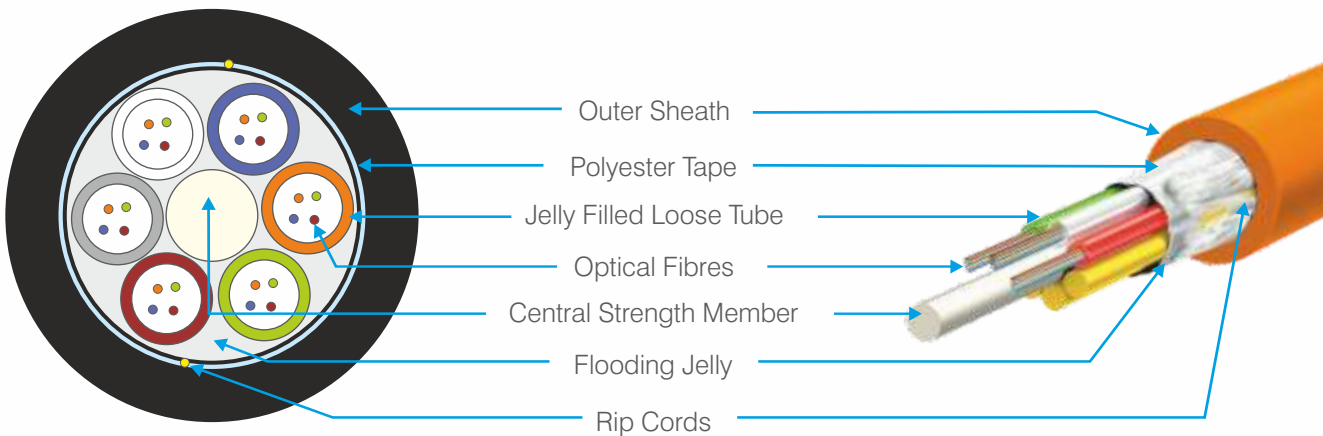 Outer Sheath
Polyester Tape
Jelly Filled Loose Tube
Optical Fibres
Central Strength Member
Flooding Jelly
Rip Cords